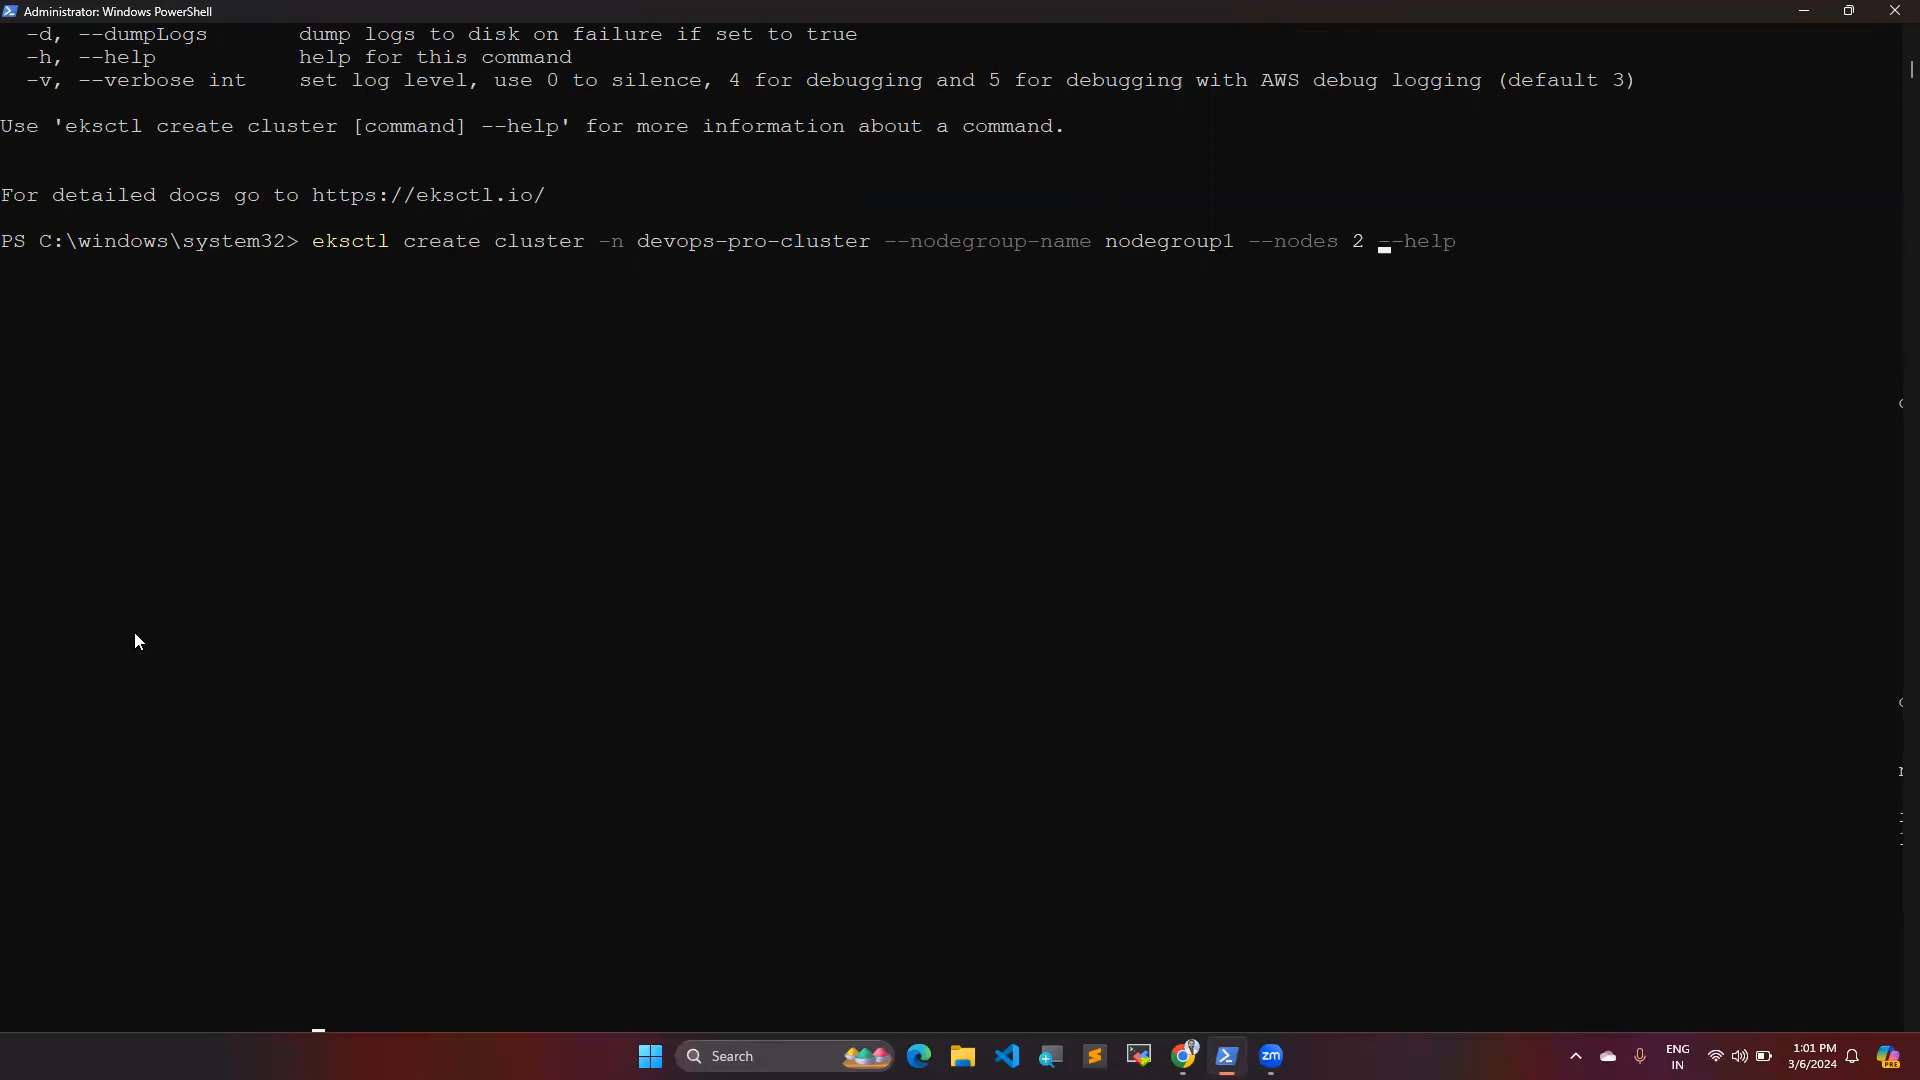 Administrator: Windows PowerShell
-d, --dumpLogs dump logs to disk on failure if set to true
-h, --help help for this command
-v, --verbose int set log level, use 0 to silence, 4 for debugging and 5 for debugging with AWS debug logging (default 3)
Use 'eksctl create cluster [command] --help' for more information about a command.
For detailed docs go to https://eksctl.io/
PS C:\windows\system32> eksctl create cluster -n devops-pro-cluster --nodegroup-name nodegroup1 --nodes 2 --help
Search
zm
ENG
IN
1:01 PM
3/6/2024
PRE